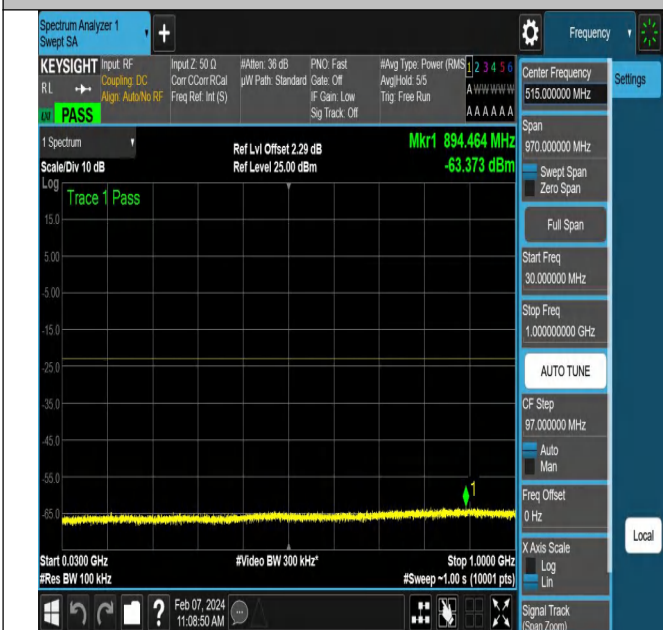 Spectrum Analyzer 1
Swept SA
+
Frequency
KEYSIGHT
RL
LXI
PASS
Input: RF
Coupling: DC
Align: Auto/No RF
Input Z: 50 Ω
Corr CCorr RCal
Freq Ref: Int (S)
#Atten: 36 dB
µW Path: Standard
PNO: Fast
Gate: Off
IF Gain: Low
Sig Track: Off
#Avg Type: Power (RMS
Avg|Hold: 5/5
Trig: Free Run
1 2 3 4 5 6
A W W W W W
A A A A A A
1 Spectrum
Scale/Div 10 dB
Ref Lvl Offset 2.29 dB
Ref Level 25.00 dBm
Mkr1 894.464 MHz
-63.373 dBm
Log
Trace 1 Pass
15.0
5.00
-5.00
-15.0
-25.0
-35.0
-45.0
-55.0
-65.0
1
Start 0.0300 GHz
#Res BW 100 kHz
#Video BW 300 kHz*
Stop 1.0000 GHz
#Sweep ~1.00 s (10001 pts)
?
Feb 07, 2024
11:08:50 AM
Center Frequency
515.000000 MHz
Settings
Span
970.000000 MHz
Swept Span
Zero Span
Full Span
Start Freq
30.000000 MHz
Stop Freq
1.000000000 GHz
AUTO TUNE
CF Step
97.000000 MHz
Auto
Man
Freq Offset
0 Hz
Local
X Axis Scale
Log
Lin
Signal Track
(Span Zoom)